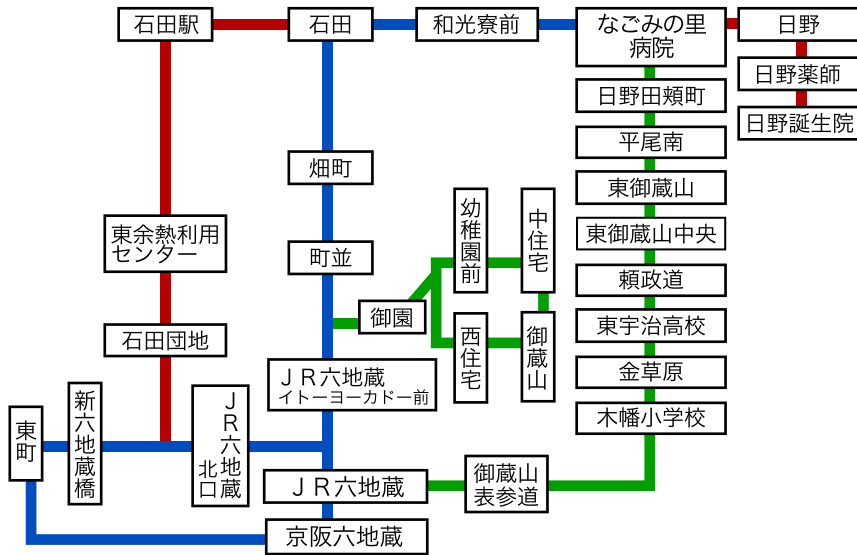 石田駅
石田
和光寮前
なごみの里
病院
日野
日野薬師
日野誕生院
日野田頬町
平尾南
東御蔵山
東御蔵山中央
頼政道
東宇治高校
金草原
木幡小学校
畑町
町並
東余熱利用
センター
石田団地
幼稚園前
中住宅
御園
西住宅
御蔵山
JR六地蔵
イトーヨーカドー前
東町
新六地蔵橋
JR六地蔵
北口
JR六地蔵
御蔵山
表参道
京阪六地蔵